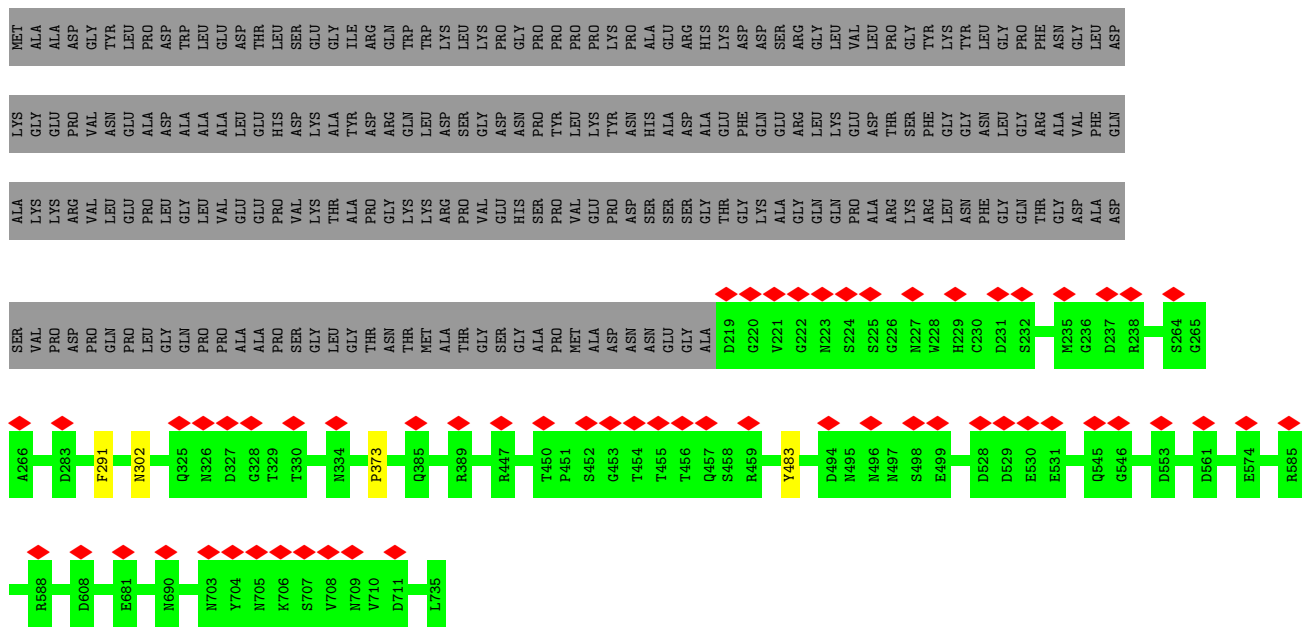 MET ALA ALA ASP GLY TYR LEU PRO ASP TRP LEU GLU ASP THR LEU SER GLU GLY ILE ARG GLN TRP TRP LYS LEU LYS PRO GLY PRO PRO PRO PRO LYS PRO ALA GLU ARG HIS LYS ASP ASP SER ARG GLY LEU VAL LEU PRO GLY TYR LYS TYR LEU GLY PRO PHE ASN GLY LEU ASP
LYS GLY GLU PRO VAL ASN GLU ALA ASP ALA ALA ALA LEU GLU HIS ASP LYS ALA TYR ASP ARG GLN LEU ASP SER GLY ASP ASN PRO TYR LEU LYS TYR ASN HIS ALA ASP ALA GLU PHE GLN GLU ARG LEU LYS GLU ASP THR SER PHE GLY GLY ASN LEU GLY ARG ALA VAL PHE GLN
ALA LYS LYS ARG VAL LEU GLU PRO LEU GLY LEU VAL GLU GLU PRO VAL LYS THR ALA PRO GLY LYS LYS ARG PRO VAL GLU HIS SER PRO VAL GLU PRO ASP SER SER SER GLY THR GLY LYS ALA GLY GLN GLN PRO ALA ARG LYS ARG LEU ASN PHE GLY GLN THR GLY ASP ALA ASP
SER VAL PRO ASP PRO GLN PRO LEU GLY GLN PRO PRO ALA ALA PRO SER GLY LEU GLY THR ASN THR MET ALA THR GLY SER GLY ALA PRO MET ALA ASP ASN ASN GLU GLY ALA D219 G220 V221 G222 N223 S224 S225 G226 N227 W228 H229 C230 D231 S232 M235 G236 D237 R238 S264 G265
A266 D283 F291 N302 Q325 N326 D327 G328 T329 T330 N334 P373 Q385 R389 R447 T450 P451 S452 G453 T454 T455 T456 Q457 S458 R459 Y483 D494 N495 N496 N497 S498 E499 D528 D529 E530 E531 Q545 G546 D553 D561 E574 R585
R588 D608 E681 N690 N703 Y704 N705 K706 S707 V708 N709 V710 D711 L735